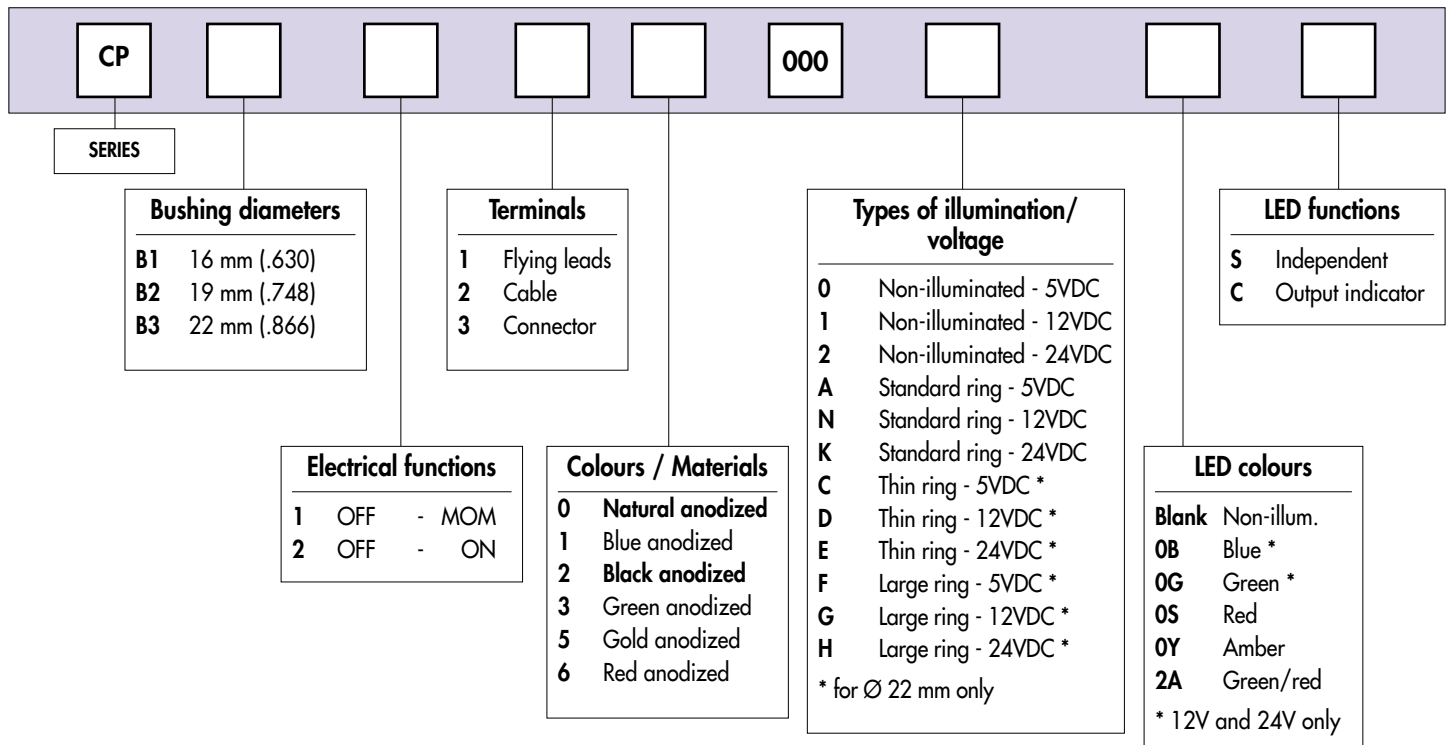 CP
000
SERIES
Bushing diameters
B1 16 mm (.630)
B2 19 mm (.748)
B3 22 mm (.866)
Terminals
1 Flying leads
2 Cable
3 Connector
Types of illumination/
voltage
0 Non-illuminated - 5VDC
1 Non-illuminated - 12VDC
2 Non-illuminated - 24VDC
A Standard ring - 5VDC
N Standard ring - 12VDC
K Standard ring - 24VDC
C Thin ring - 5VDC *
D Thin ring - 12VDC *
E Thin ring - 24VDC *
F Large ring - 5VDC *
G Large ring - 12VDC *
H Large ring - 24VDC *
* for Ø 22 mm only
LED functions
S Independent
C Output indicator
Electrical functions
1 OFF - MOM
2 OFF - ON
Colours / Materials
0 Natural anodized
1 Blue anodized
2 Black anodized
3 Green anodized
5 Gold anodized
6 Red anodized
LED colours
Blank Non-illum.
0B Blue *
0G Green *
0S Red
0Y Amber
2A Green/red
* 12V and 24V only